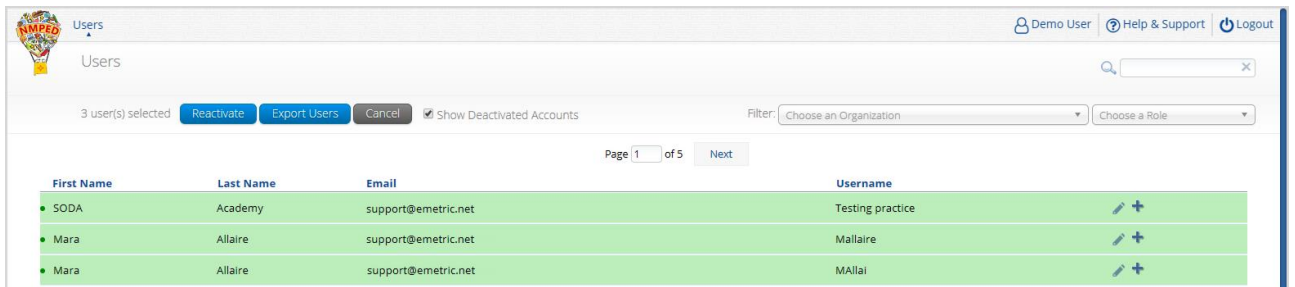 NMPED Users Demo User Help & Support Logout
Users
3 user(s) selected Reactivate Export Users Cancel Show Deactivated Accounts Filter: Choose an Organization Choose a Role
Page 1 of 5 Next
First Name Last Name Email Username
SODA Academy support@emetric.net Testing practice
Mara Allaire support@emetric.net Mallaire
Mara Allaire support@emetric.net MAllai